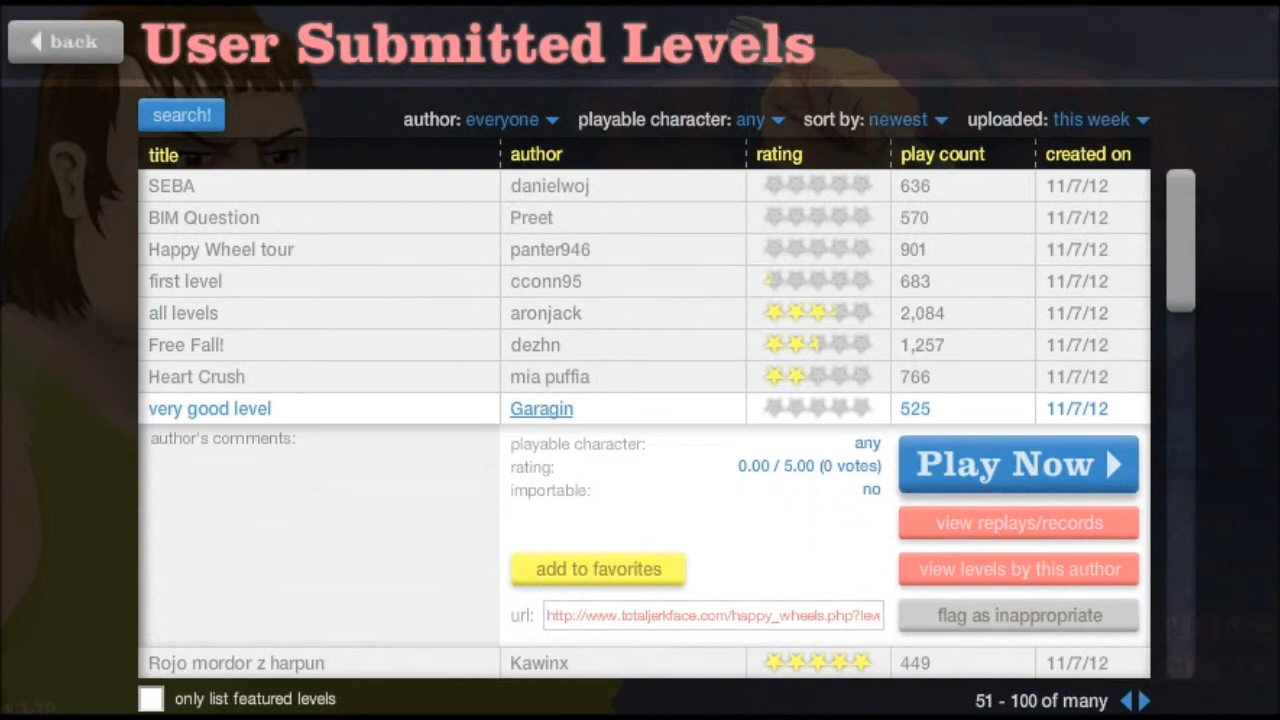 back
User Submitted Levels
search!
author: everyone playable character: any sort by: newest uploaded: this week
title author rating play count created on
SEBA danielwoj 636 11/7/12
BIM Question Preet 570 11/7/12
Happy Wheel tour panter946 901 11/7/12
first level cconn95 683 11/7/12
all levels aronjack 2,084 11/7/12
Free Fall! dezhn 1,257 11/7/12
Heart Crush mia puffia 766 11/7/12
very good level Garagin 525 11/7/12
author's comments:
playable character: any
rating: 0.00 / 5.00 (0 votes)
importable: no
Play Now
view replays/records
add to favorites
view levels by this author
url: http://www.totaljerkface.com/happy_wheels.php?leve
flag as inappropriate
Rojo mordor z harpun Kawinx 449 11/7/12
only list featured levels
51 - 100 of many